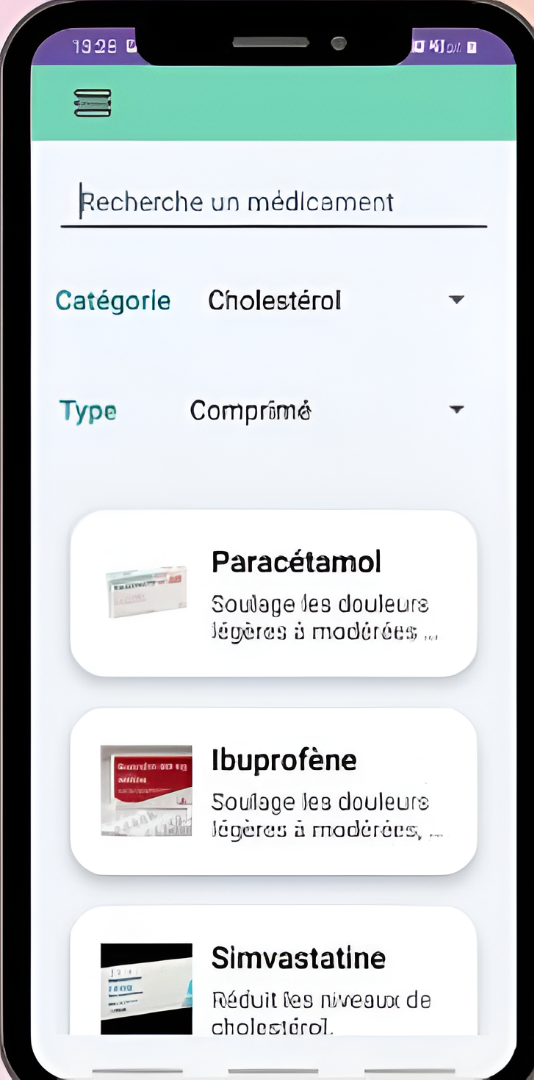 19:28
Recherche un médicament
Catégorie Cholestérol
Type Comprimé
Paracétamol
Soulage les douleurs
légères à modérées, ...
Ibuprofène
Soulage les douleurs
légères à modérées, ...
Simvastatine
Réduit les niveaux de
cholestérol.